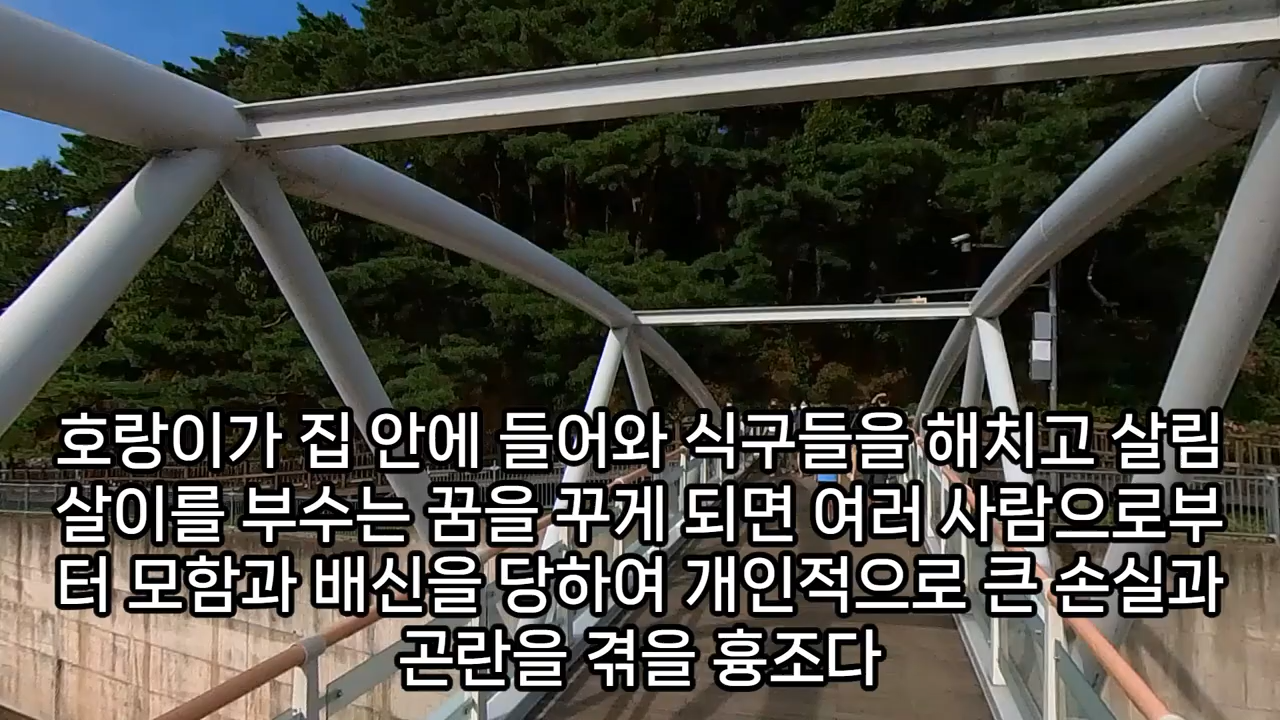 호랑이가 집 안에 들어와 식구들을 해치고 살림
살이를 부수는 꿈을 꾸게 되면 여러 사람으로부
터 모함과 배신을 당하여 개인적으로 큰 손실과
곤란을 겪을 흉조다